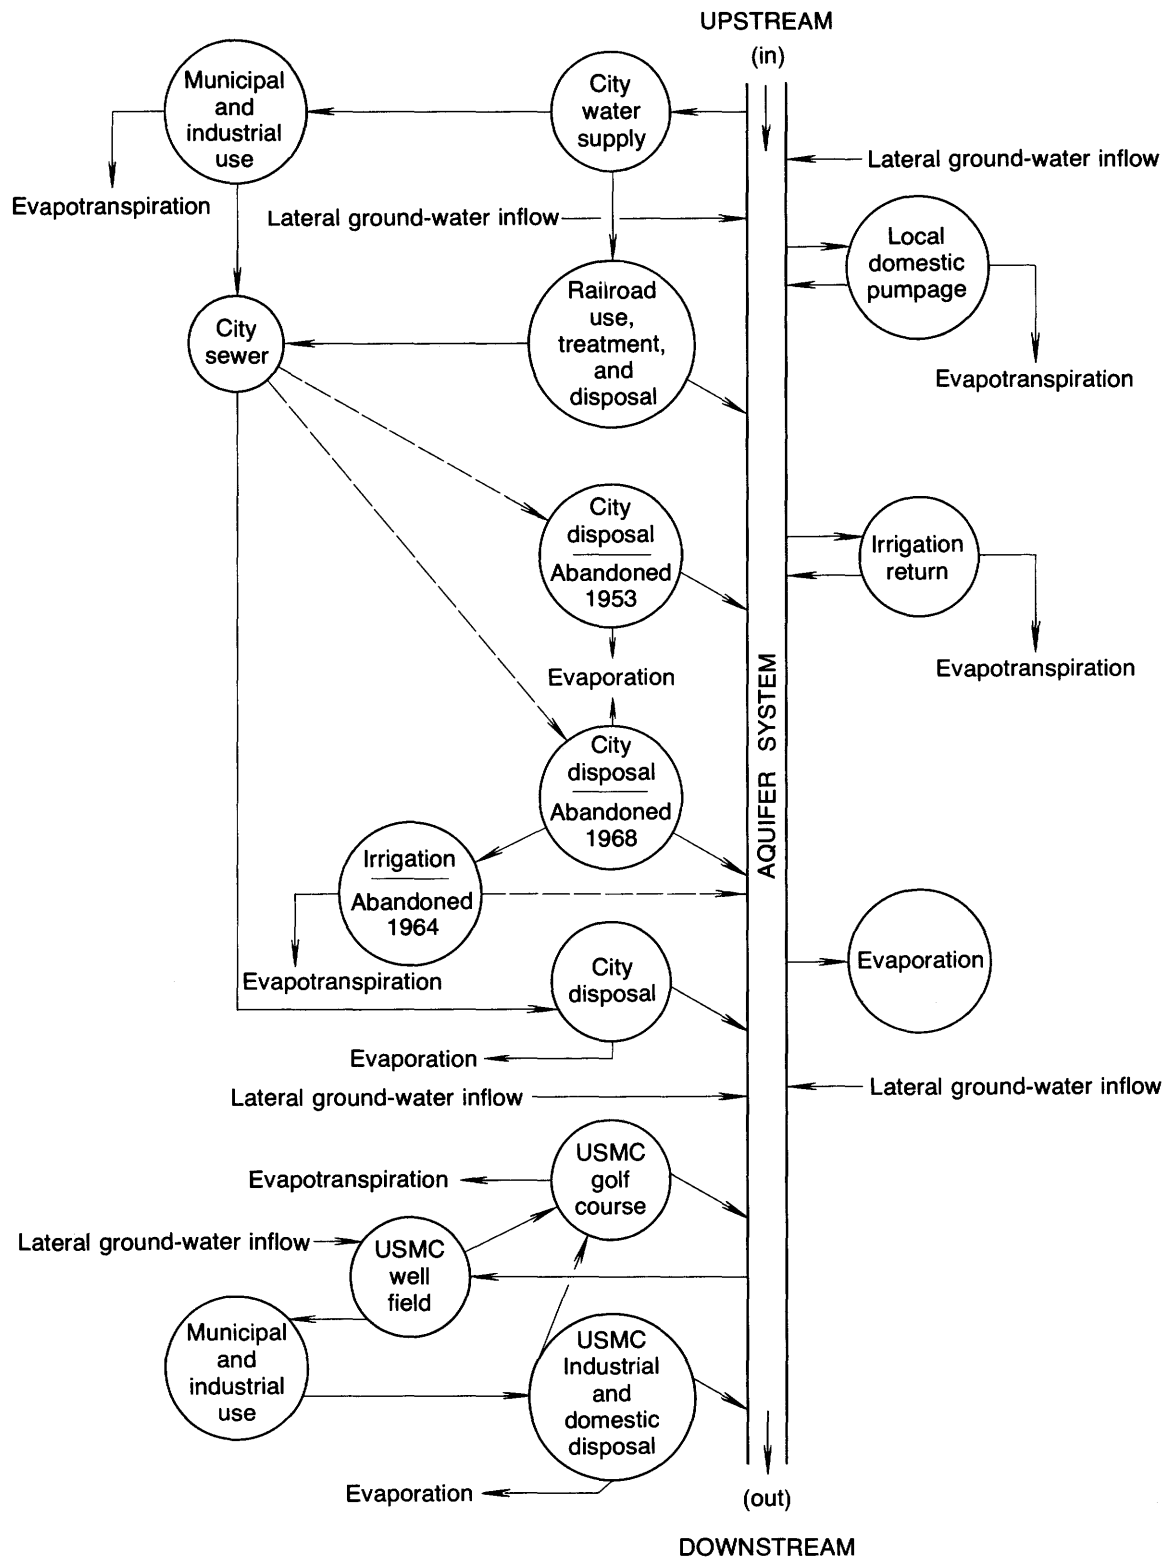 UPSTREAM
(in)
Municipal
and
industrial
use
City
water
supply
Lateral ground-water inflow
Evapotranspiration
Lateral ground-water inflow
Local
domestic
pumpage
City
sewer
Railroad
use,
treatment,
and
disposal
Evapotranspiration
City
disposal
Abandoned
1953
Irrigation
return
Evaporation
Evapotranspiration
AQUIFER SYSTEM
City
disposal
Abandoned
1968
Irrigation
Abandoned
1964
Evapotranspiration
City
disposal
Evaporation
Evaporation
Lateral ground-water inflow
Lateral ground-water inflow
USMC
golf
course
Evapotranspiration
Lateral ground-water inflow
USMC
well
field
Municipal
and
industrial
use
USMC
Industrial
and
domestic
disposal
Evaporation
(out)
DOWNSTREAM